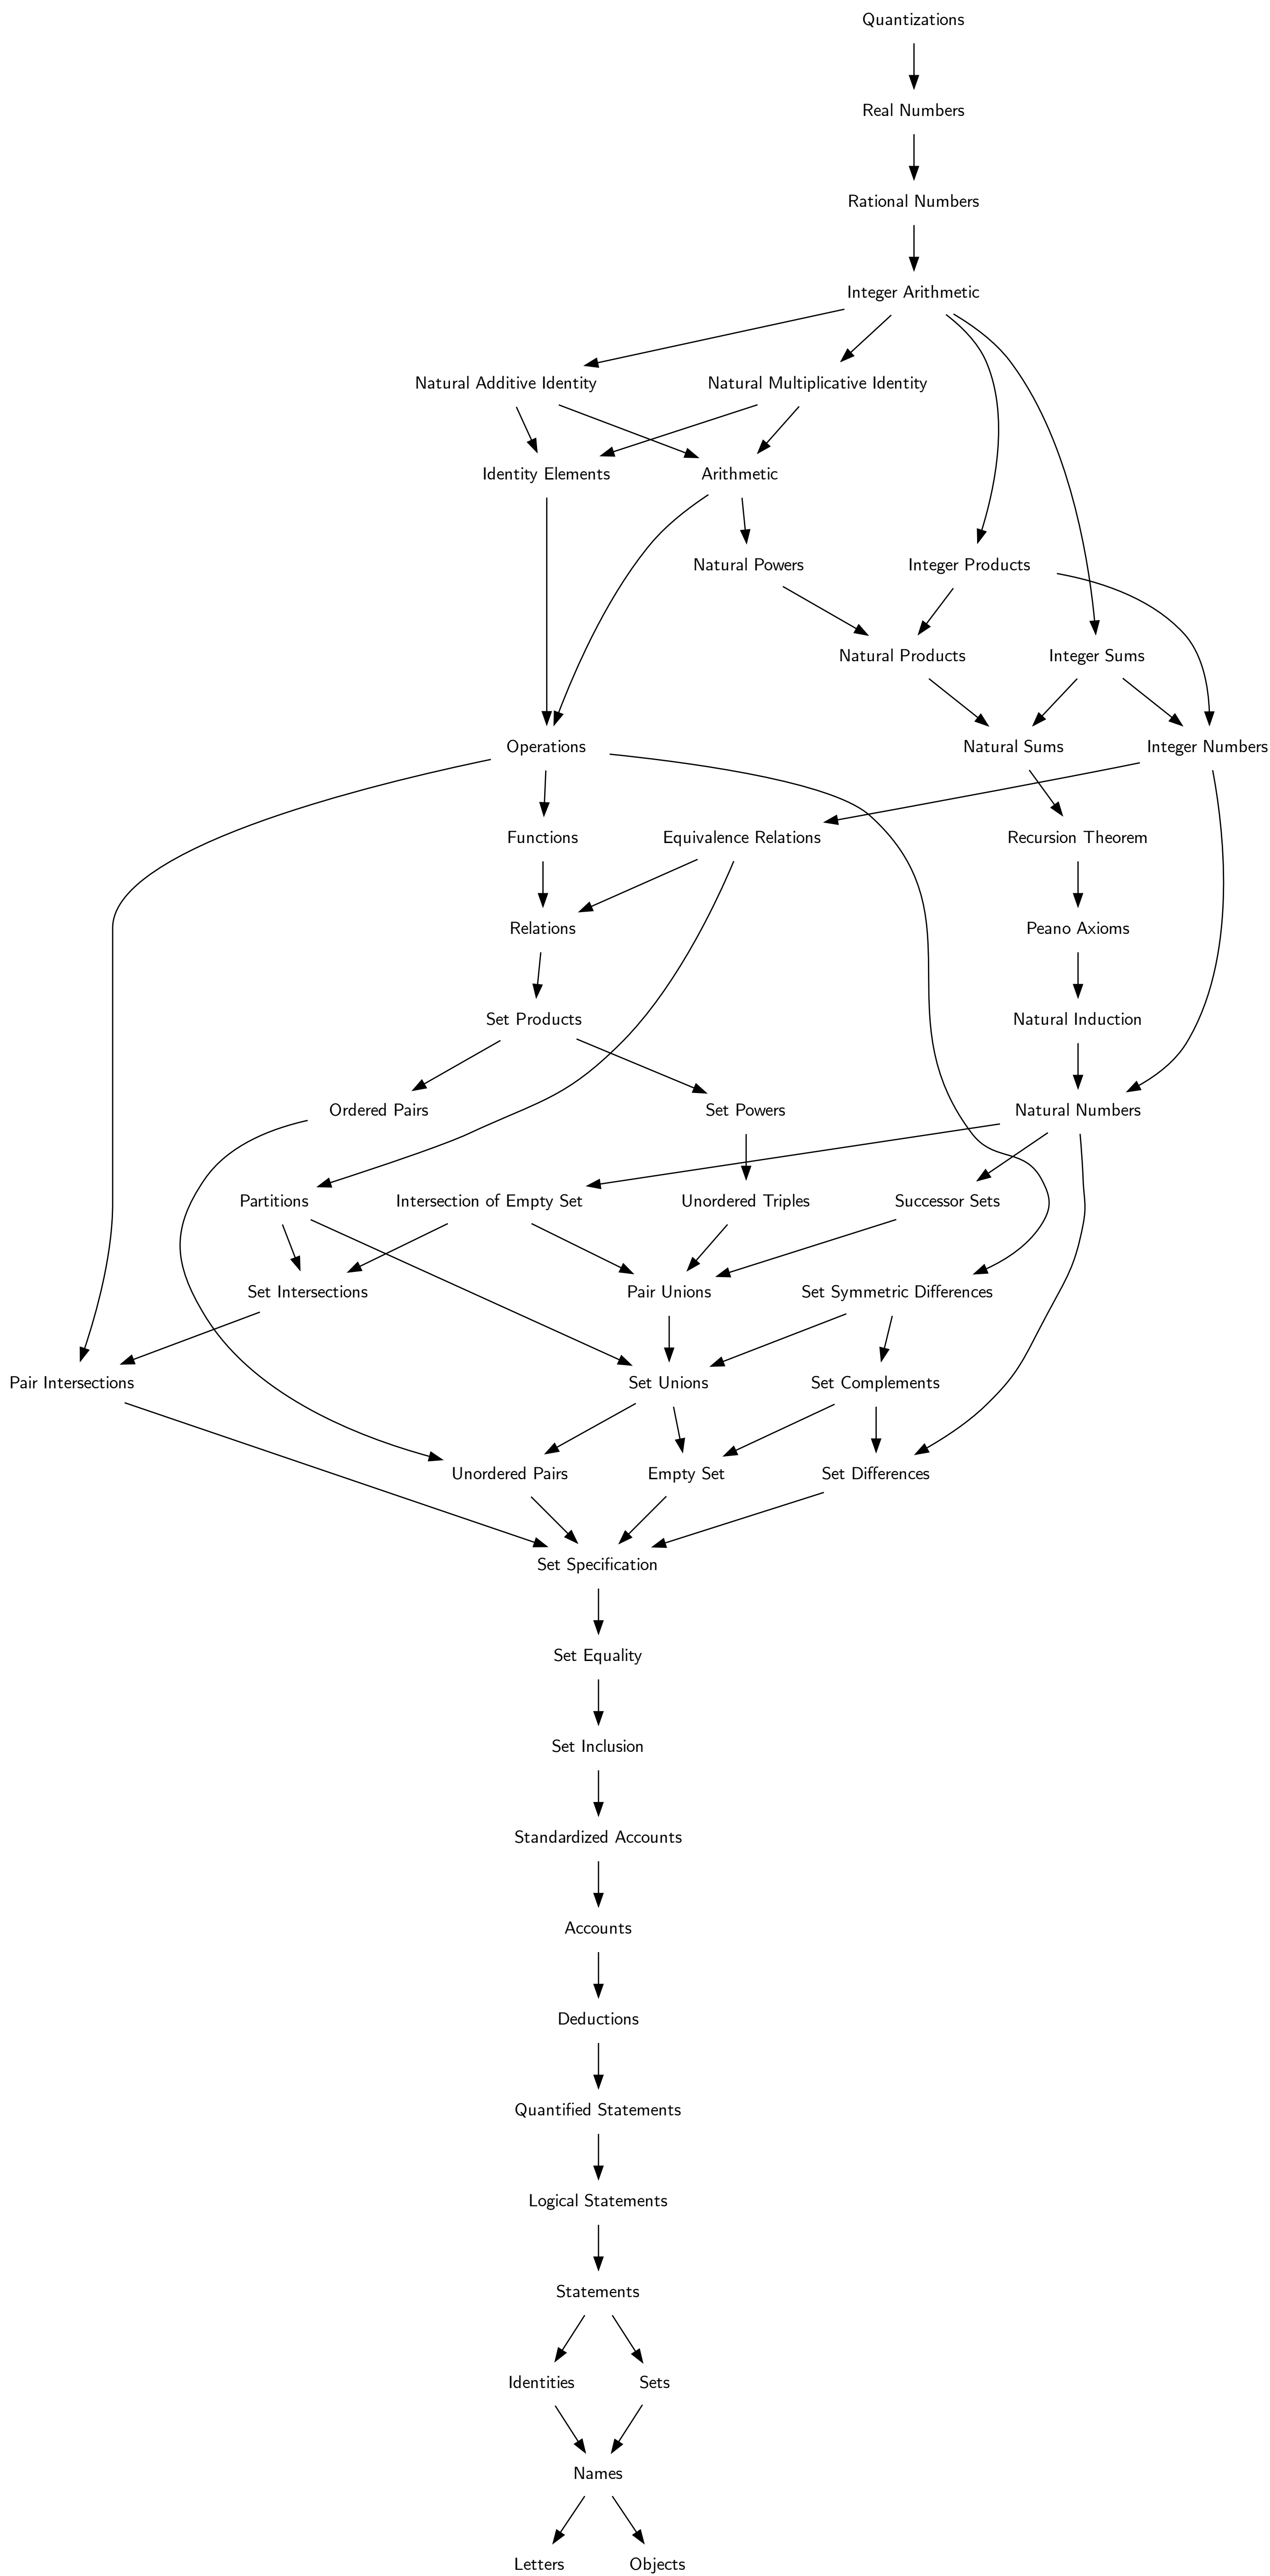 Quantizations
Real Numbers
Rational Numbers
Integer Arithmetic
Natural Additive Identity
Natural Multiplicative Identity
Identity Elements
Arithmetic
Natural Powers
Integer Products
Natural Products
Integer Sums
Operations
Natural Sums
Integer Numbers
Functions
Equivalence Relations
Recursion Theorem
Relations
Peano Axioms
Set Products
Natural Induction
Ordered Pairs
Set Powers
Natural Numbers
Partitions
Intersection of Empty Set
Unordered Triples
Successor Sets
Set Intersections
Pair Unions
Set Symmetric Differences
Pair Intersections
Set Unions
Set Complements
Unordered Pairs
Empty Set
Set Differences
Set Specification
Set Equality
Set Inclusion
Standardized Accounts
Accounts
Deductions
Quantified Statements
Logical Statements
Statements
Identities
Sets
Names
Letters
Objects